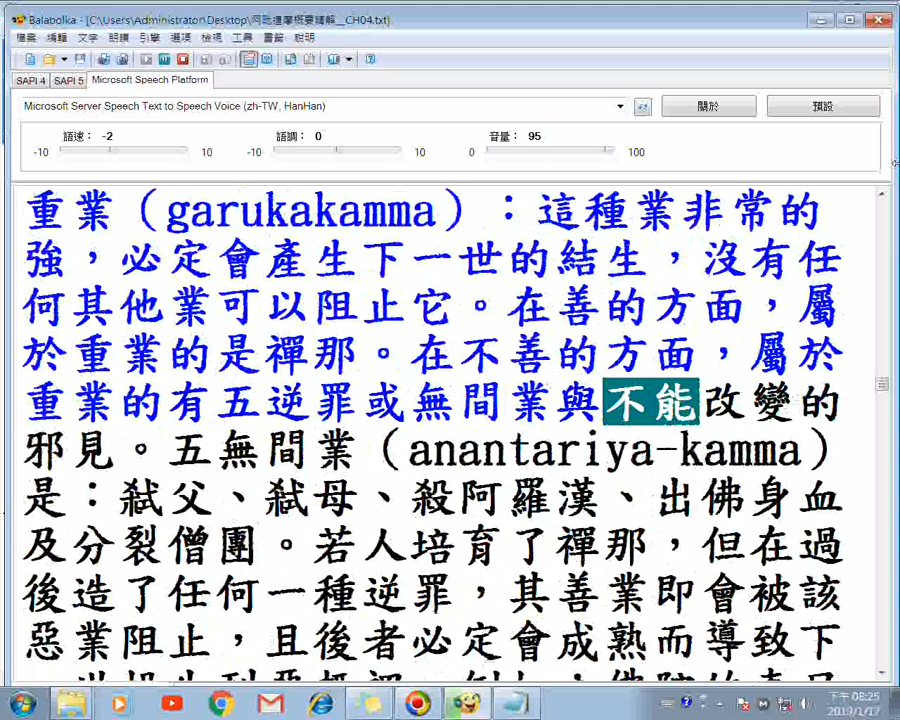 Balabolka - [C:\Users\Administrator\Desktop\阿毗達摩概要精解__CH04.txt]
檔案 編輯 文字 朗讀 引擎 選項 檢視 工具 書籤 說明
SAPI 4 SAPI 5 Microsoft Speech Platform
Microsoft Server Speech Text to Speech Voice (zh-TW, HanHan) 關於 預設
語速： -2 語調： 0 音量： 95
-10 10 -10 10 0 100
重業（garukakamma）：這種業非常的
強，必定會產生下一世的結生，沒有任
何其他業可以阻止它。在善的方面，屬
於重業的是禪那。在不善的方面，屬於
重業的有五逆罪或無間業與不能改變的
邪見。五無間業（anantariya-kamma）
是：弒父、弒母、殺阿羅漢、出佛身血
及分裂僧團。若人培育了禪那，但在過
後造了任何一種逆罪，其善業即會被該
惡業阻止，且後者必定會成熟而導致下
下午 08:25
2019/1/17